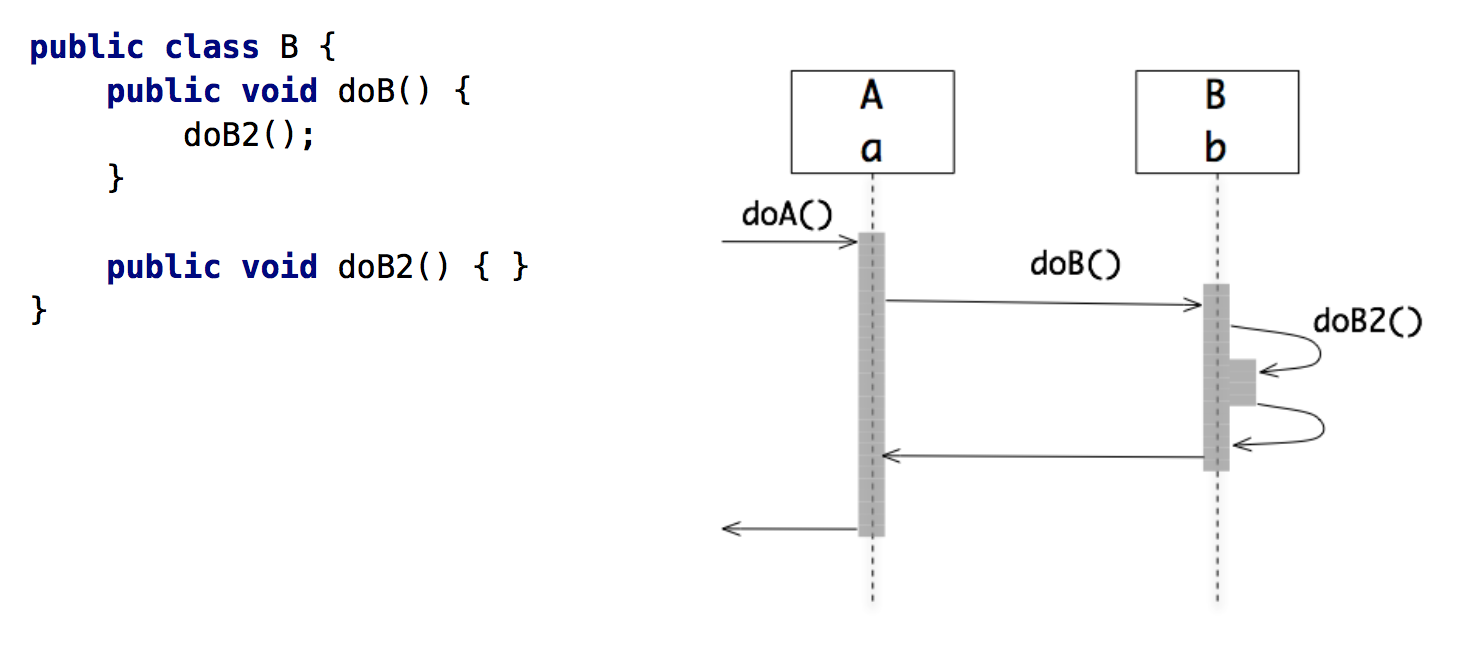 public class B {
    public void doB() {
        doB2();
    }

    public void doB2() { }
}
A
a
B
b
doA()
doB()
doB2()